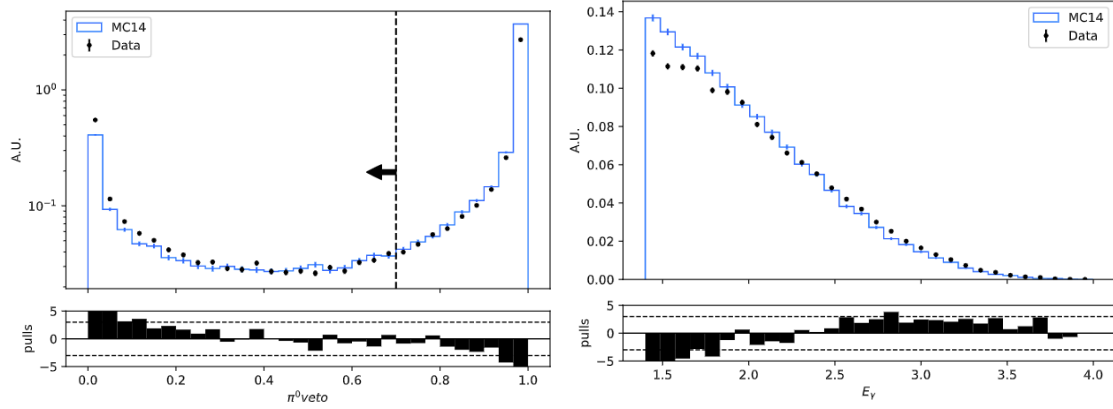 MC14
Data
A.U.
10^0
10^{-1}
pulls
5
0
−5
0.0 0.2 0.4 0.6 0.8 1.0
π^0veto
MC14
Data
A.U.
0.14
0.12
0.10
0.08
0.06
0.04
0.02
0.00
pulls
5
0
−5
1.5 2.0 2.5 3.0 3.5 4.0
E_γ